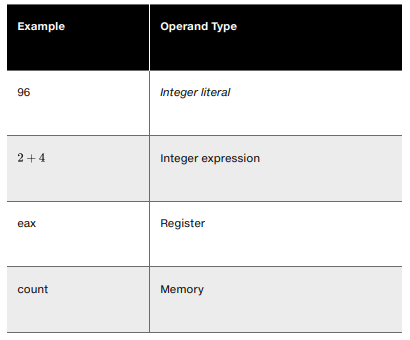 Example Operand Type
96 Integer literal
2 + 4 Integer expression
eax Register
count Memory